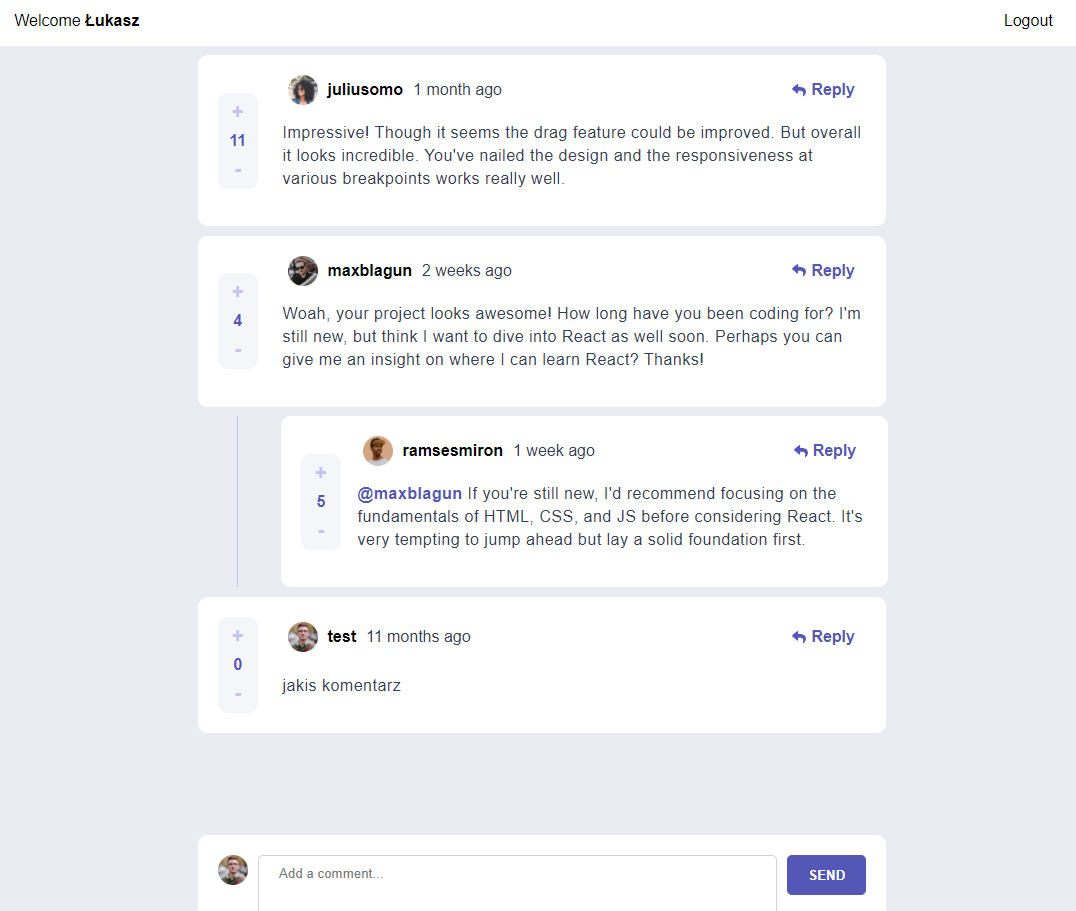 Welcome Łukasz
Logout
juliusomo 1 month ago
Reply
+
11
-
Impressive! Though it seems the drag feature could be improved. But overall
it looks incredible. You've nailed the design and the responsiveness at
various breakpoints works really well.
maxblagun 2 weeks ago
Reply
+
4
-
Woah, your project looks awesome! How long have you been coding for? I'm
still new, but think I want to dive into React as well soon. Perhaps you can
give me an insight on where I can learn React? Thanks!
ramsesmiron 1 week ago
Reply
+
5
-
@maxblagun If you're still new, I'd recommend focusing on the
fundamentals of HTML, CSS, and JS before considering React. It's
very tempting to jump ahead but lay a solid foundation first.
test 11 months ago
Reply
+
0
-
jakis komentarz
Add a comment...
SEND